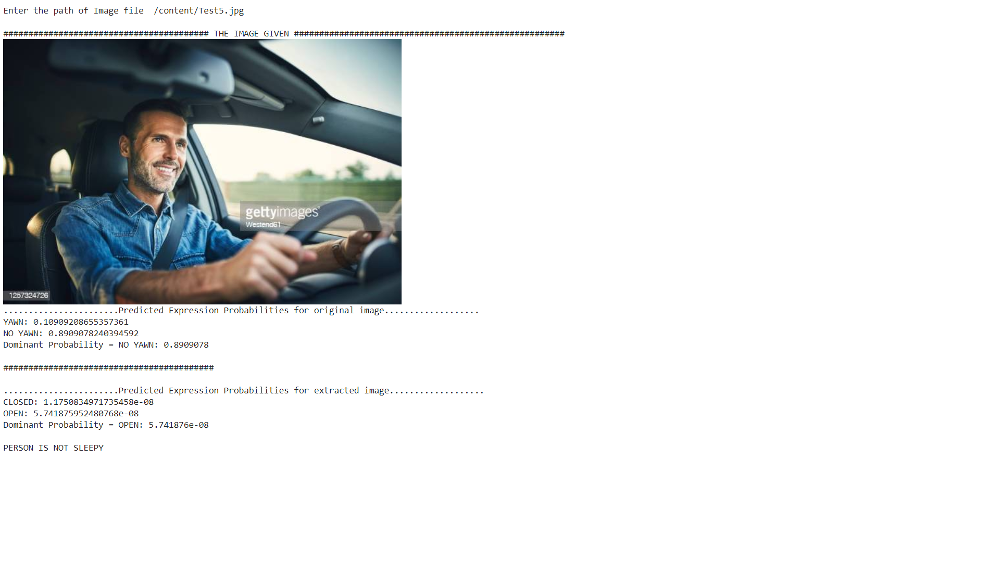 Enter the path of Image file  /content/Test5.jpg
######################################### THE IMAGE GIVEN ######################################################
gettyimages®
Westend61
1257324726
.......................Predicted Expression Probabilities for original image...................
YAWN: 0.10909208655357361
NO YAWN: 0.8909078240394592
Dominant Probability = NO YAWN: 0.8909078
##########################################
.......................Predicted Expression Probabilities for extracted image...................
CLOSED: 1.1750834971735458e-08
OPEN: 5.741875952480768e-08
Dominant Probability = OPEN: 5.741876e-08
PERSON IS NOT SLEEPY